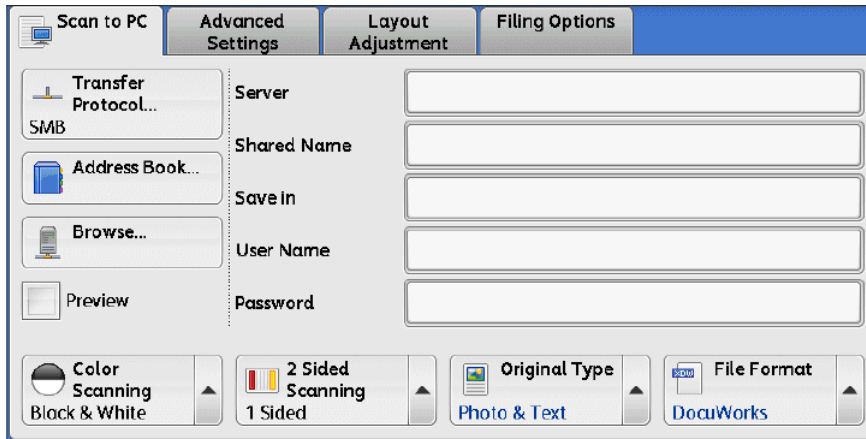 Scan to PC
Advanced
Settings
Layout
Adjustment
Filing Options
Transfer
Protocol...
SMB
Address Book...
Browse...
Preview
Server
Shared Name
Save in
User Name
Password
Color
Scanning
Black & White
2 Sided
Scanning
1 Sided
Original Type
Photo & Text
XDW
File Format
DocuWorks